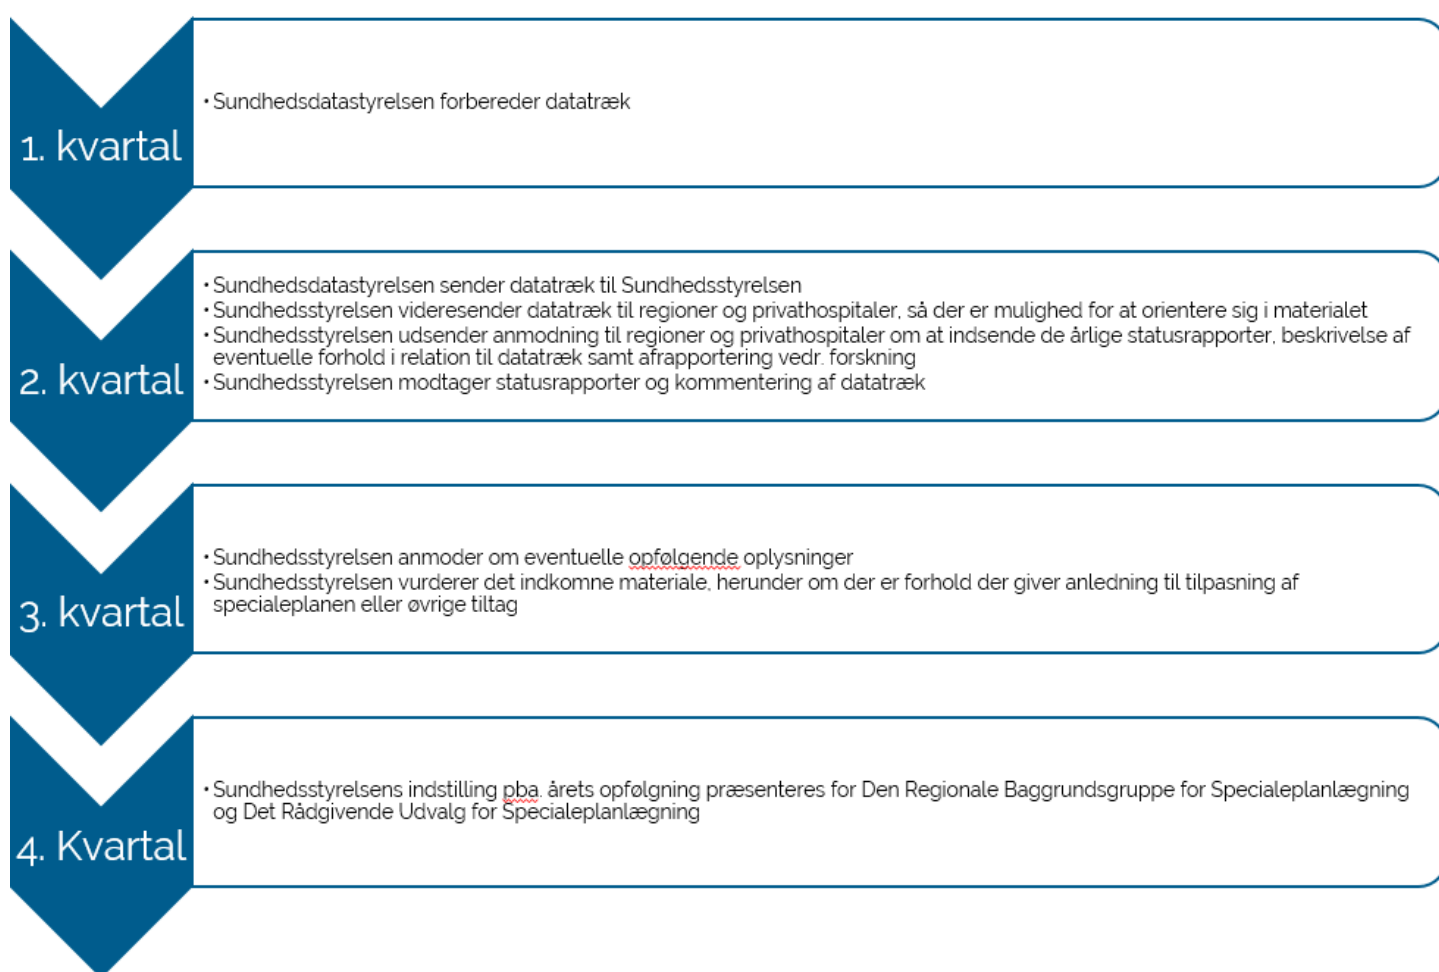 1. kvartal
•Sundhedsdatastyrelsen forbereder datatræk
2. kvartal
•Sundhedsdatastyrelsen sender datatræk til Sundhedsstyrelsen
•Sundhedsstyrelsen videresender datatræk til regioner og privathospitaler, så der er mulighed for at orientere sig i materialet
•Sundhedsstyrelsen udsender anmodning til regioner og privathospitaler om at indsende de årlige statusrapporter, beskrivelse af
eventuelle forhold i relation til datatræk samt afrapportering vedr. forskning
•Sundhedsstyrelsen modtager statusrapporter og kommentering af datatræk
3. kvartal
•Sundhedsstyrelsen anmoder om eventuelle opfølgende oplysninger
•Sundhedsstyrelsen vurderer det indkomne materiale, herunder om der er forhold der giver anledning til tilpasning af
specialeplanen eller øvrige tiltag
4. Kvartal
•Sundhedsstyrelsens indstilling pba. årets opfølgning præsenteres for Den Regionale Baggrundsgruppe for Specialeplanlægning
og Det Rådgivende Udvalg for Specialeplanlægning